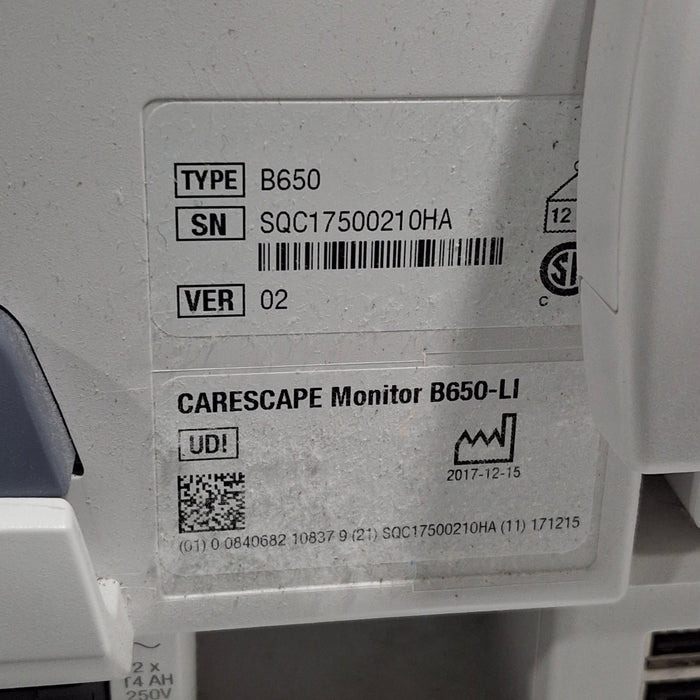 TYPE B650
SN SQC17500210HA
VER 02
12
SA
C
CARESCAPE Monitor B650-LI
UDI
2017-12-15
(01) 0 0840682 10837 9 (21) SQC17500210HA (11) 171215
2 x
T4 AH
250V